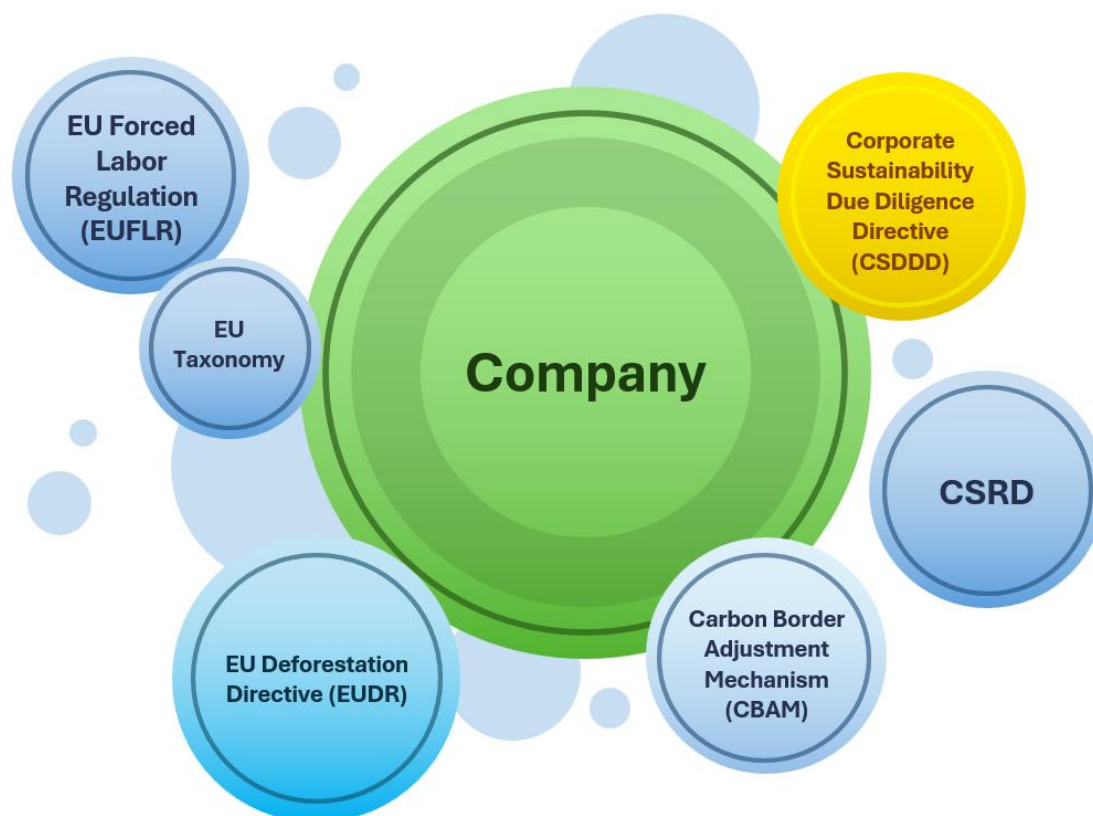 EU Forced
Labor
Regulation
(EUFLR)
Corporate
Sustainability
Due Diligence
Directive
(CSDDD)
EU
Taxonomy
Company
CSRD
EU Deforestation
Directive (EUDR)
Carbon Border
Adjustment
Mechanism
(CBAM)